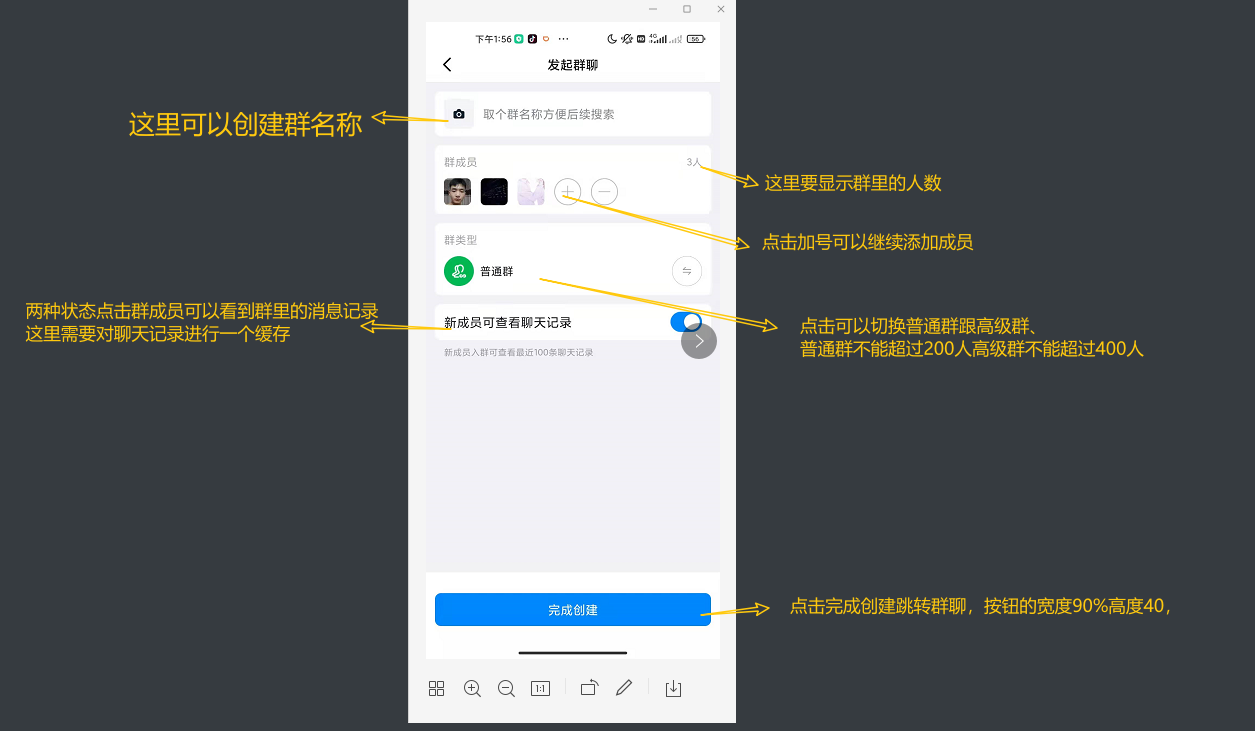 下午1:56
4G
56
发起群聊
这里可以创建群名称
取个群名称方便后续搜索
群成员
3人
这里要显示群里的人数
点击加号可以继续添加成员
群类型
普通群
两种状态点击群成员可以看到群里的消息记录
这里需要对聊天记录进行一个缓存
新成员可查看聊天记录
新成员入群可查看最近100条聊天记录
点击可以切换普通群跟高级群、
普通群不能超过200人高级群不能超过400人
完成创建
点击完成创建跳转群聊，按钮的宽度90%高度40，
1:1